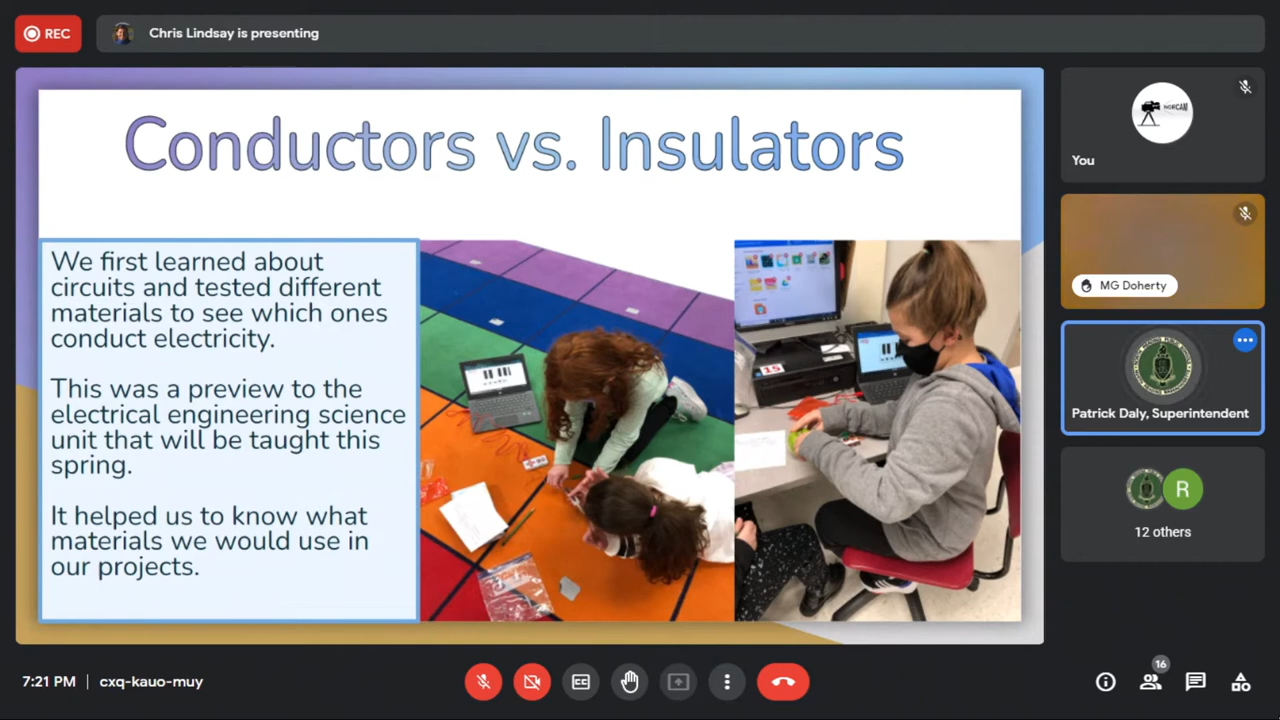 REC
Chris Lindsay is presenting
Conductors vs. Insulators
We first learned about
circuits and tested different
materials to see which ones
conduct electricity.
This was a preview to the
electrical engineering science
unit that will be taught this
spring.
It helped us to know what
materials we would use in
our projects.
15
NORCAM
You
MG Doherty
Patrick Daly, Superintendent
R
12 others
7:21 PM | cxq-kauo-muy
16